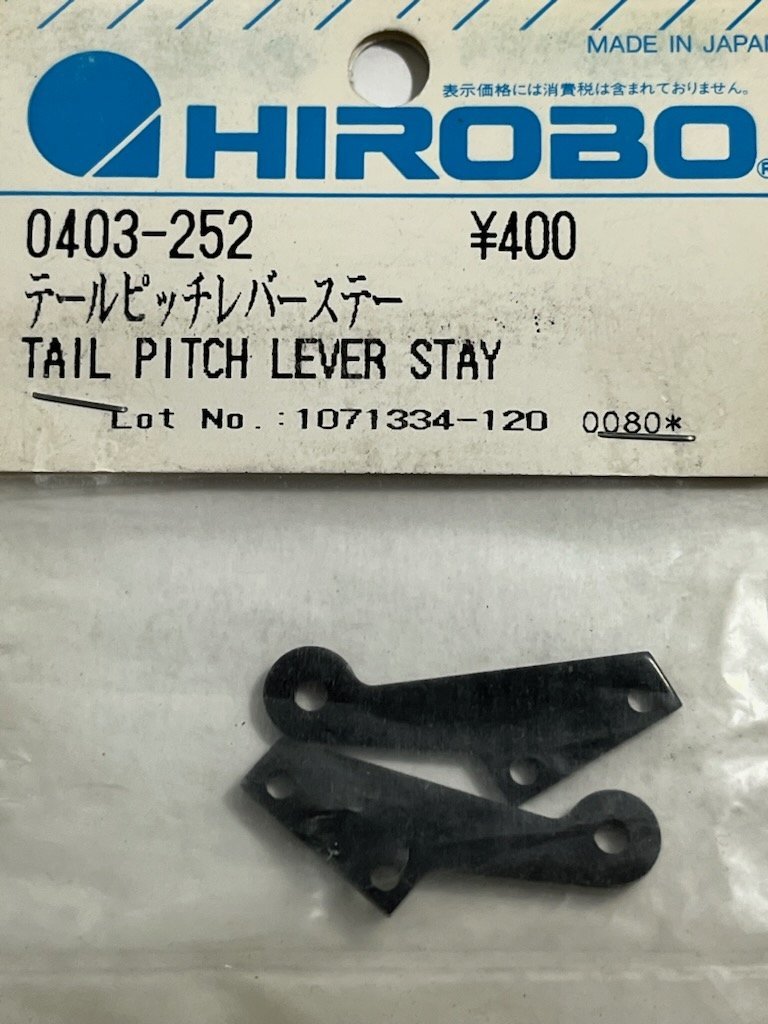 MADE IN JAPAN
表示価格には消費税は含まれておりません。
HIROBO®
0403-252 ¥400
テールピッチレバーステー
TAIL PITCH LEVER STAY
Lot No.:1071334-120 0080*